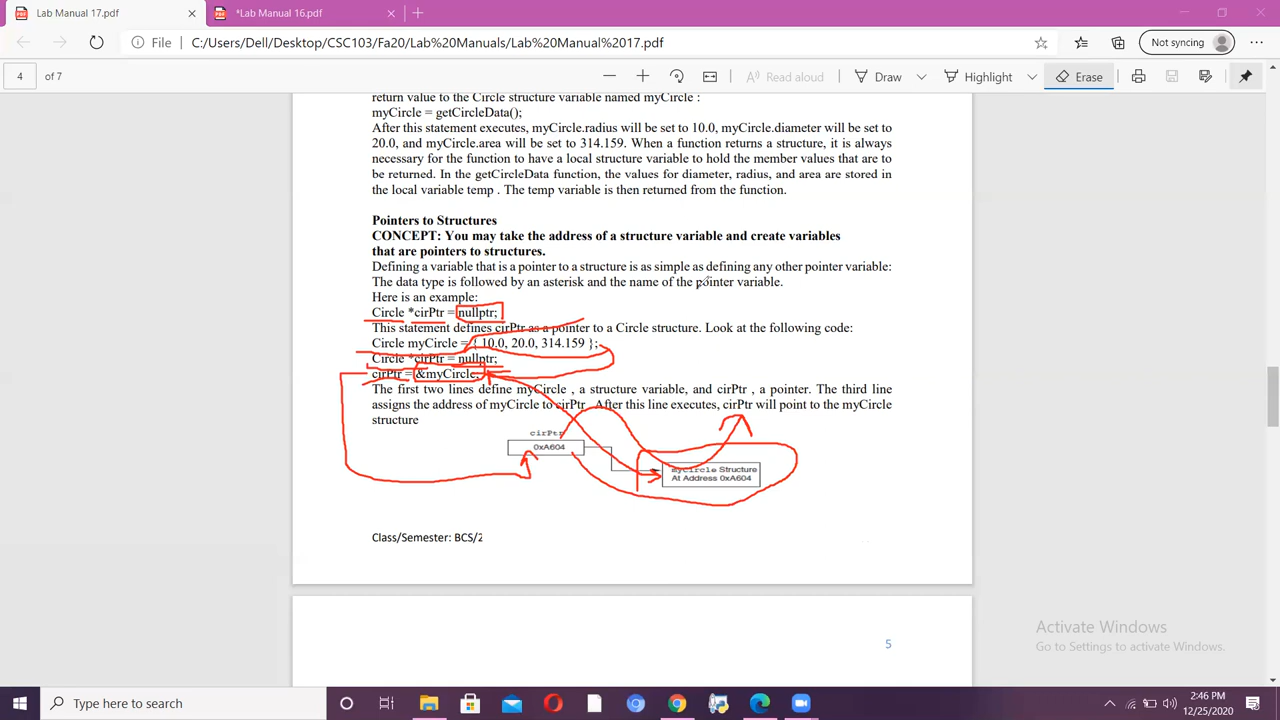 Lab Manual 17.pdf
*Lab Manual 16.pdf
File C:/Users/Dell/Desktop/CSC103/Fa20/Lab%20Manuals/Lab%20Manual%2017.pdf
Not syncing
4 of 7
Read aloud
Draw
Highlight
Erase
return value to the Circle structure variable named myCircle :
myCircle = getCircleData();
After this statement executes, myCircle.radius will be set to 10.0, myCircle.diameter will be set to
20.0, and myCircle.area will be set to 314.159. When a function returns a structure, it is always
necessary for the function to have a local structure variable to hold the member values that are to
be returned. In the getCircleData function, the values for diameter, radius, and area are stored in
the local variable temp . The temp variable is then returned from the function.
Pointers to Structures
CONCEPT: You may take the address of a structure variable and create variables
that are pointers to structures.
Defining a variable that is a pointer to a structure is as simple as defining any other pointer variable:
The data type is followed by an asterisk and the name of the pointer variable.
Here is an example:
Circle *cirPtr = nullptr;
This statement defines cirPtr as a pointer to a Circle structure. Look at the following code:
Circle myCircle = { 10.0, 20.0, 314.159 };
Circle *cirPtr = nullptr;
cirPtr = &myCircle;
The first two lines define myCircle , a structure variable, and cirPtr , a pointer. The third line
assigns the address of myCircle to cirPtr . After this line executes, cirPtr will point to the myCircle
structure
cirPtr
0xA604
myCircle Structure
At Address 0xA604
Class/Semester: BCS/2
5
Activate Windows
Go to Settings to activate Windows.
Type here to search
2:46 PM
12/25/2020